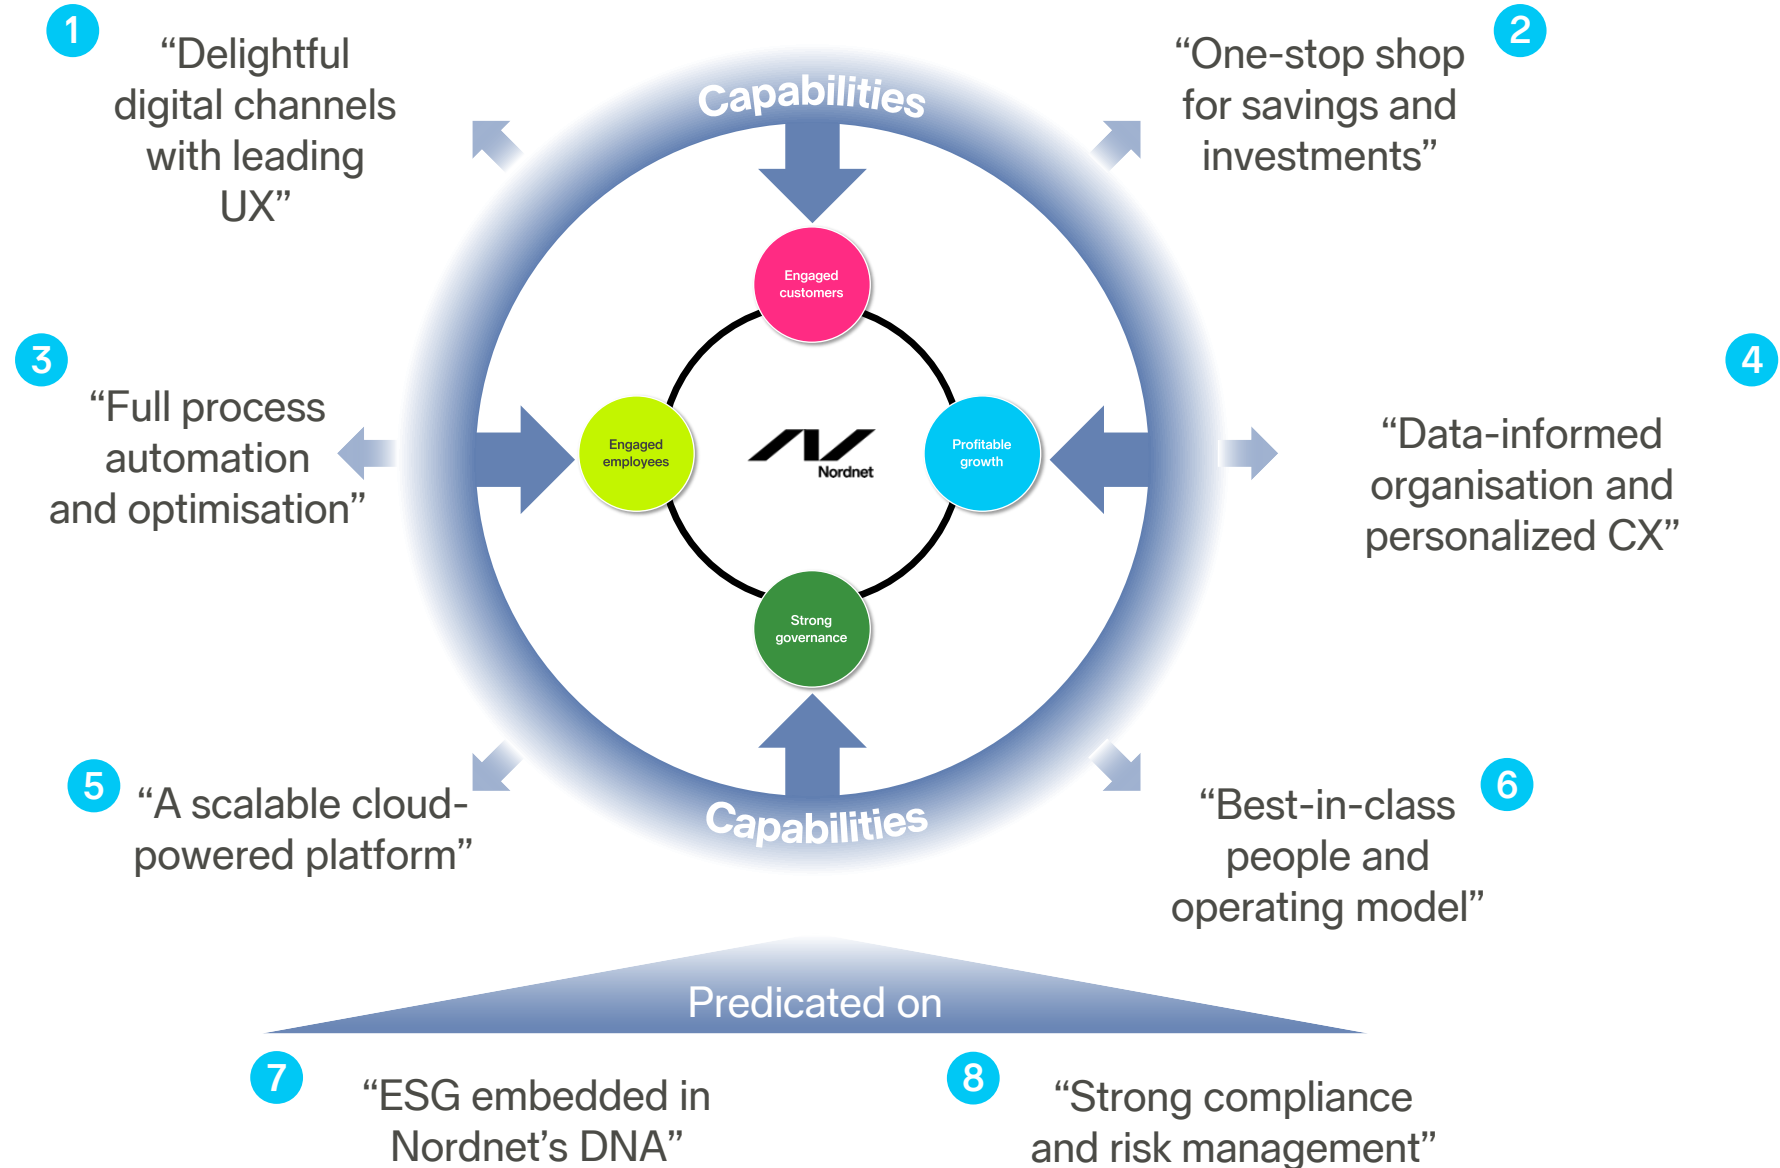 1
“Delightful
digital channels
with leading
UX”
2
“One-stop shop
for savings and
investments”
Capabilities
Engaged
customers
3
“Full process
automation
and optimisation”
Engaged
employees
Nordnet
Profitable
growth
4
“Data-informed
organisation and
personalized CX”
Strong
governance
5
“A scalable cloud-
powered platform”
Capabilities
6
“Best-in-class
people and
operating model”
Predicated on
7
“ESG embedded in
Nordnet’s DNA”
8
“Strong compliance
and risk management”